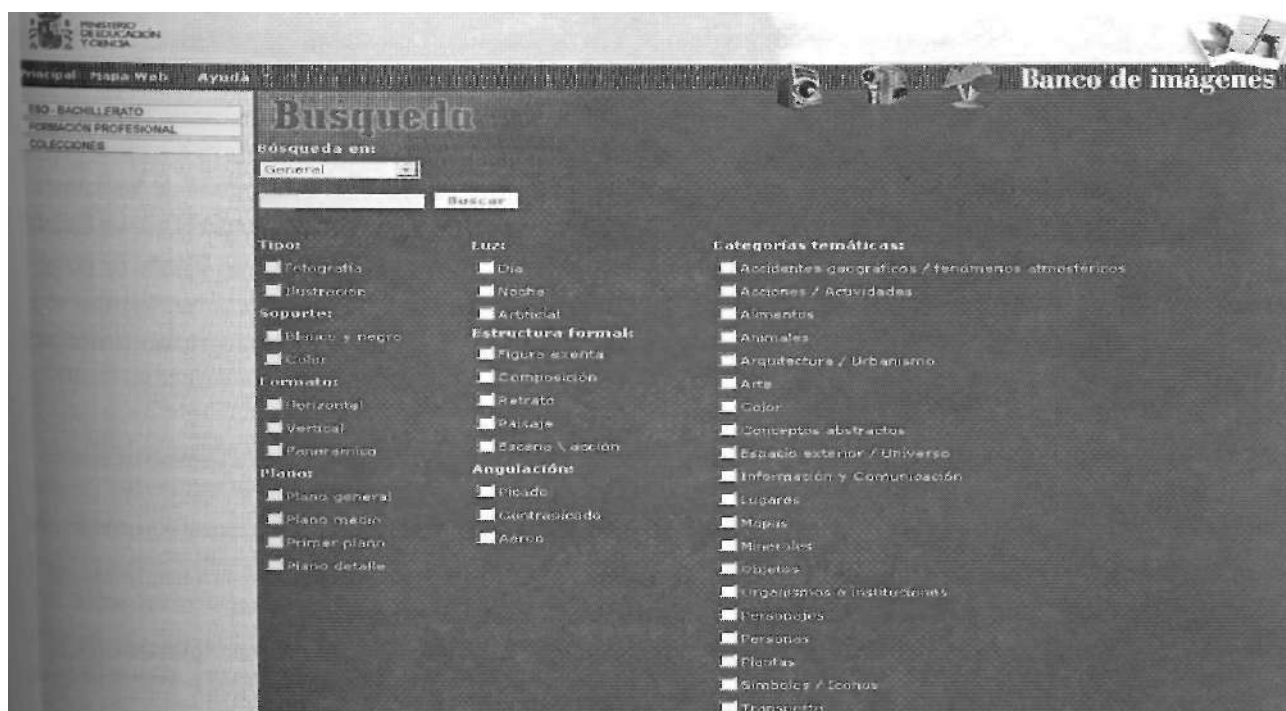 MINISTERIO
DE EDUCACIÓN
Y CIENCIA
Principal Mapa Web Ayuda
Banco de imágenes
ESO - BACHILLERATO
FORMACIÓN PROFESIONAL
COLECCIONES
Búsqueda
Búsqueda en:
General
Buscar
Tipo:
Fotografía
Ilustración
Soporte:
Blanco y negro
Color
Formato:
Horizontal
Vertical
Panorámico
Plano:
Plano general
Plano medio
Primer plano
Plano detalle
Luz:
Día
Noche
Artificial
Estructura formal:
Figura exenta
Composición
Retrato
Paisaje
Escena \ acción
Angulación:
Picado
Contrapicado
Aéreo
Categorías temáticas:
Accidentes geográficos / fenómenos atmosféricos
Acciones / Actividades
Alimentos
Animales
Arquitectura / Urbanismo
Arte
Color
Conceptos abstractos
Espacio exterior / Universo
Información y Comunicación
Lugares
Mapas
Minerales
Objetos
Organismos e instituciones
Personajes
Personas
Plantas
Símbolos / Iconos
Transporte